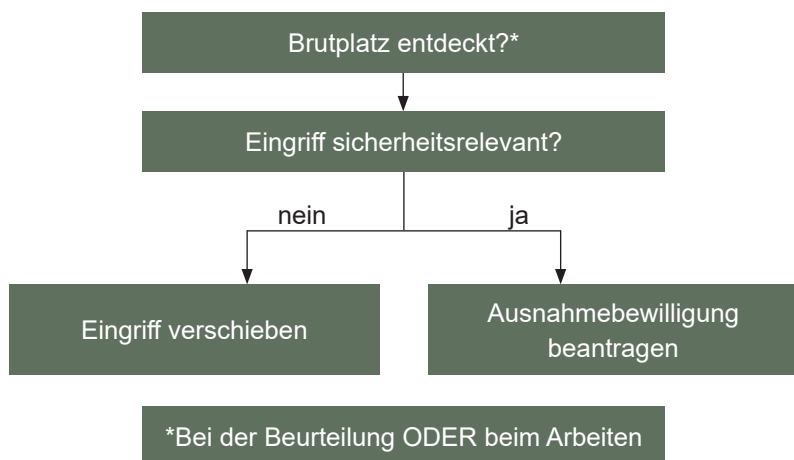 Brutplatz entdeckt?*
Eingriff sicherheitsrelevant?
nein
ja
Eingriff verschieben
Ausnahmebewilligung
beantragen
*Bei der Beurteilung ODER beim Arbeiten